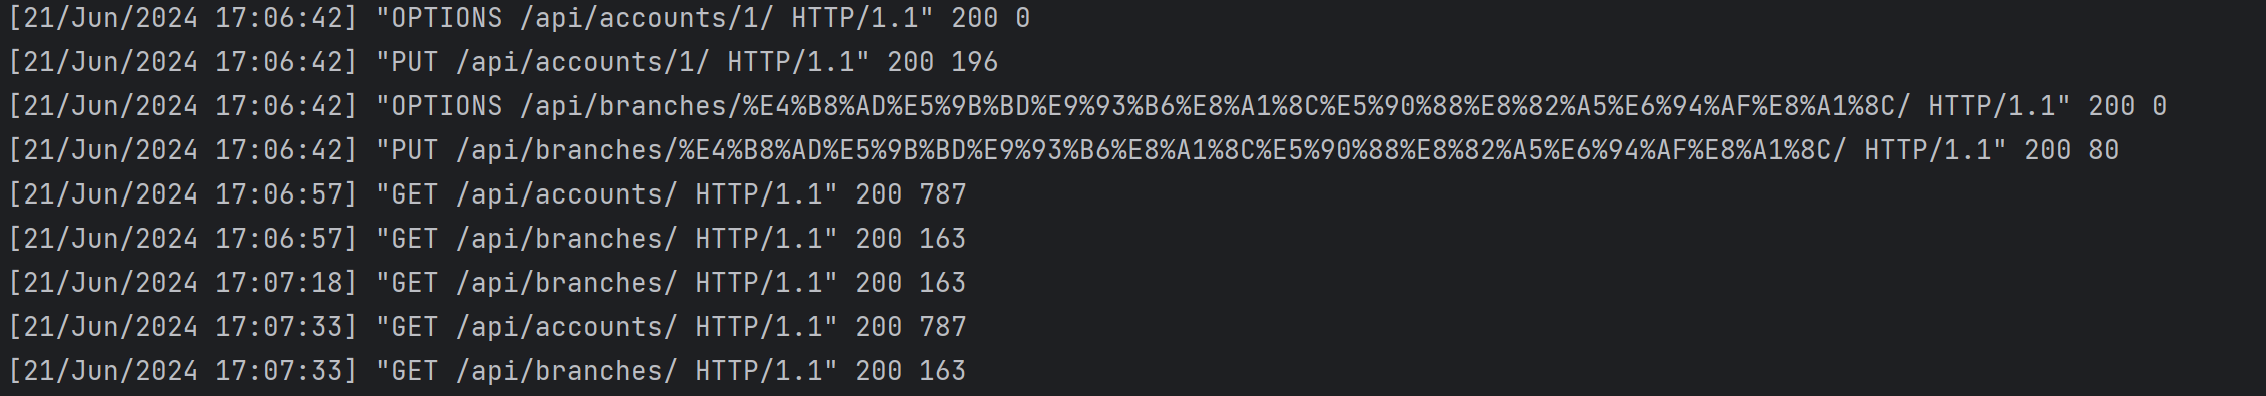 [21/Jun/2024 17:06:42] "OPTIONS /api/accounts/1/ HTTP/1.1" 200 0
[21/Jun/2024 17:06:42] "PUT /api/accounts/1/ HTTP/1.1" 200 196
[21/Jun/2024 17:06:42] "OPTIONS /api/branches/%E4%B8%AD%E5%9B%BD%E9%93%B6%E8%A1%8C%E5%90%88%E8%82%A5%E6%94%AF%E8%A1%8C/ HTTP/1.1" 200 0
[21/Jun/2024 17:06:42] "PUT /api/branches/%E4%B8%AD%E5%9B%BD%E9%93%B6%E8%A1%8C%E5%90%88%E8%82%A5%E6%94%AF%E8%A1%8C/ HTTP/1.1" 200 80
[21/Jun/2024 17:06:57] "GET /api/accounts/ HTTP/1.1" 200 787
[21/Jun/2024 17:06:57] "GET /api/branches/ HTTP/1.1" 200 163
[21/Jun/2024 17:07:18] "GET /api/branches/ HTTP/1.1" 200 163
[21/Jun/2024 17:07:33] "GET /api/accounts/ HTTP/1.1" 200 787
[21/Jun/2024 17:07:33] "GET /api/branches/ HTTP/1.1" 200 163